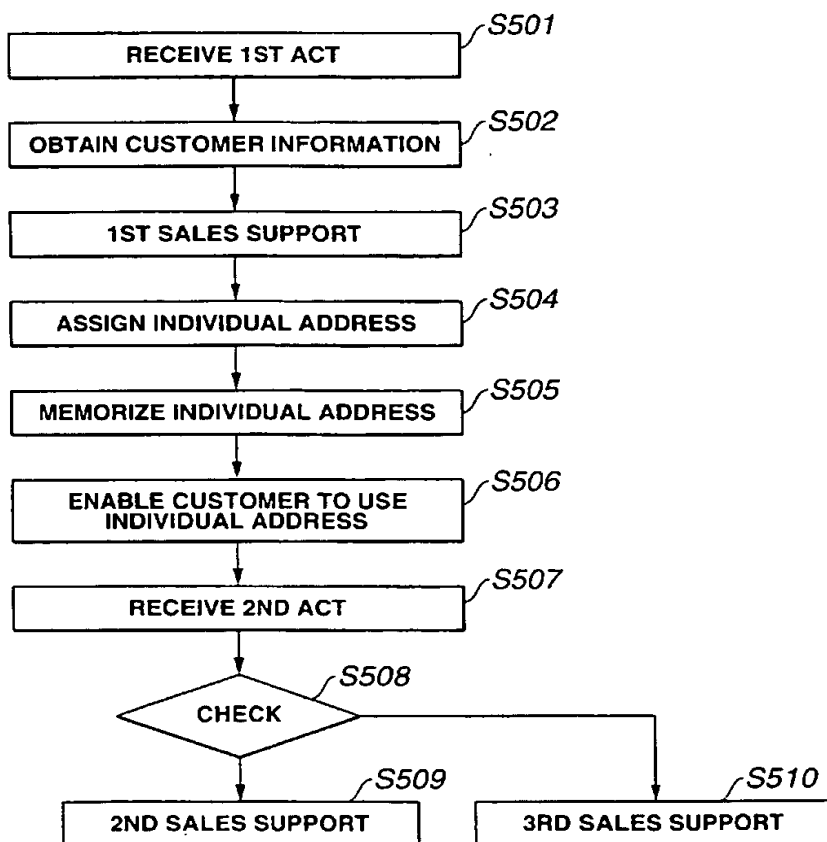 S501
RECEIVE 1ST ACT
S502
OBTAIN CUSTOMER INFORMATION
S503
1ST SALES SUPPORT
S504
ASSIGN INDIVIDUAL ADDRESS
S505
MEMORIZE INDIVIDUAL ADDRESS
S506
ENABLE CUSTOMER TO USE
INDIVIDUAL ADDRESS
S507
RECEIVE 2ND ACT
S508
CHECK
S509
2ND SALES SUPPORT
S510
3RD SALES SUPPORT